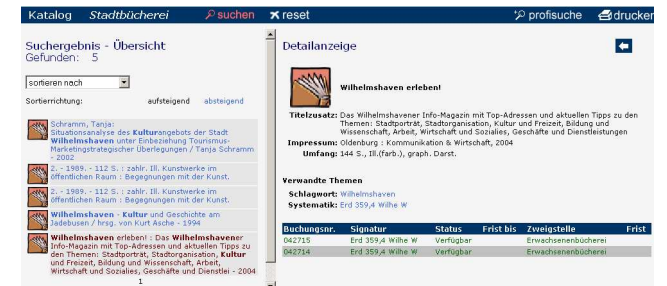 Katalog Stadtbücherei suchen reset profisuche drucken
Suchergebnis - Übersicht
Gefunden: 5
sortieren nach
Sortierrichtung: aufsteigend absteigend
Schramm, Tanja:
Situationsanalyse des Kulturangebots der Stadt
Wilhelmshaven unter Einbeziehung Tourismus-
Marketingstrategischer Überlegungen / Tanja Schramm
- 2002
2. - 1989. - 112 S. : zahlr. Ill. Kunstwerke im
öffentlichen Raum : Begegnungen mit der Kunst.
2. - 1989. - 112 S. : zahlr. Ill. Kunstwerke im
öffentlichen Raum : Begegnungen mit der Kunst.
Wilhelmshaven - Kultur und Geschichte am
Jadebusen / hrsg. von Kurt Asche - 1994
Wilhelmshaven erleben! : Das Wilhelmshavener
Info-Magazin mit Top-Adressen und aktuellen Tipps zu
den Themen: Stadtporträt, Stadtorganisation, Kultur
und Freizeit, Bildung und Wissenschaft, Arbeit,
Wirtschaft und Sozialies, Geschäfte und Dienstlei - 2004
1
Detailanzeige
Wilhelmshaven erleben!
Titelzusatz: Das Wilhelmshavener Info-Magazin mit Top-Adressen und aktuellen Tipps zu den
Themen: Stadtporträt, Stadtorganisation, Kultur und Freizeit, Bildung und
Wissenschaft, Arbeit, Wirtschaft und Sozialies, Geschäfte und Dienstleistungen
Impressum: Oldenburg : Kommunikation & Wirtschaft, 2004
Umfang: 144 S., Ill.(farb.), graph. Darst.
Verwandte Themen
Schlagwort: Wilhelmshaven
Systematik: Erd 359,4 Wilhe W
Buchungsnr. Signatur Status Frist bis Zweigstelle Frist
042715 Erd 359,4 Wilhe W Verfügbar Erwachsenenbücherei
042714 Erd 359,4 Wilhe W Verfügbar Erwachsenenbücherei